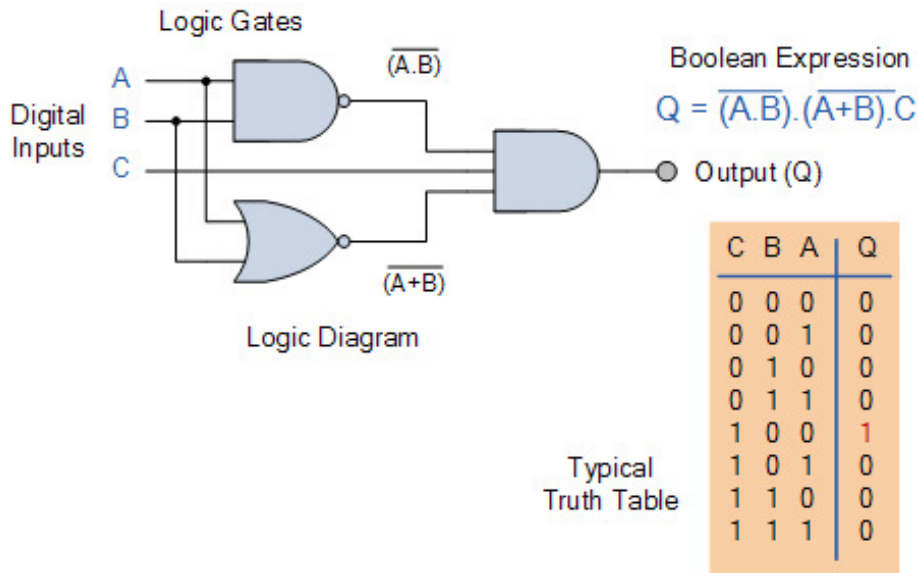 Logic Gates
A
B
C
Digital
Inputs
(A̅.̅B̅)
(A̅+̅B̅)
Logic Diagram
Boolean Expression
Q = (A̅.̅B̅).(A̅+̅B̅).C
Output (Q)
Typical
Truth Table
C B A Q
0 0 0 0
0 0 1 0
0 1 0 0
0 1 1 0
1 0 0 1
1 0 1 0
1 1 0 0
1 1 1 0